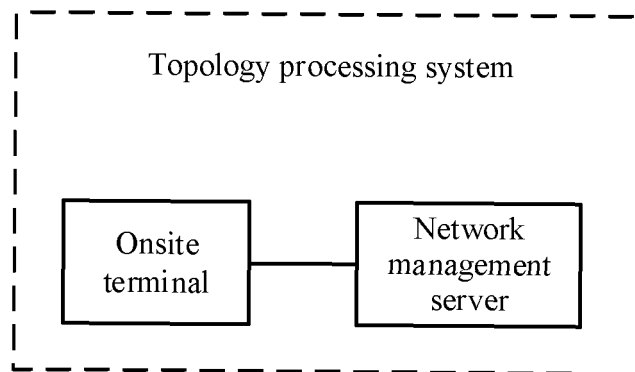 Topology processing system
Onsite
terminal
Network
management
server